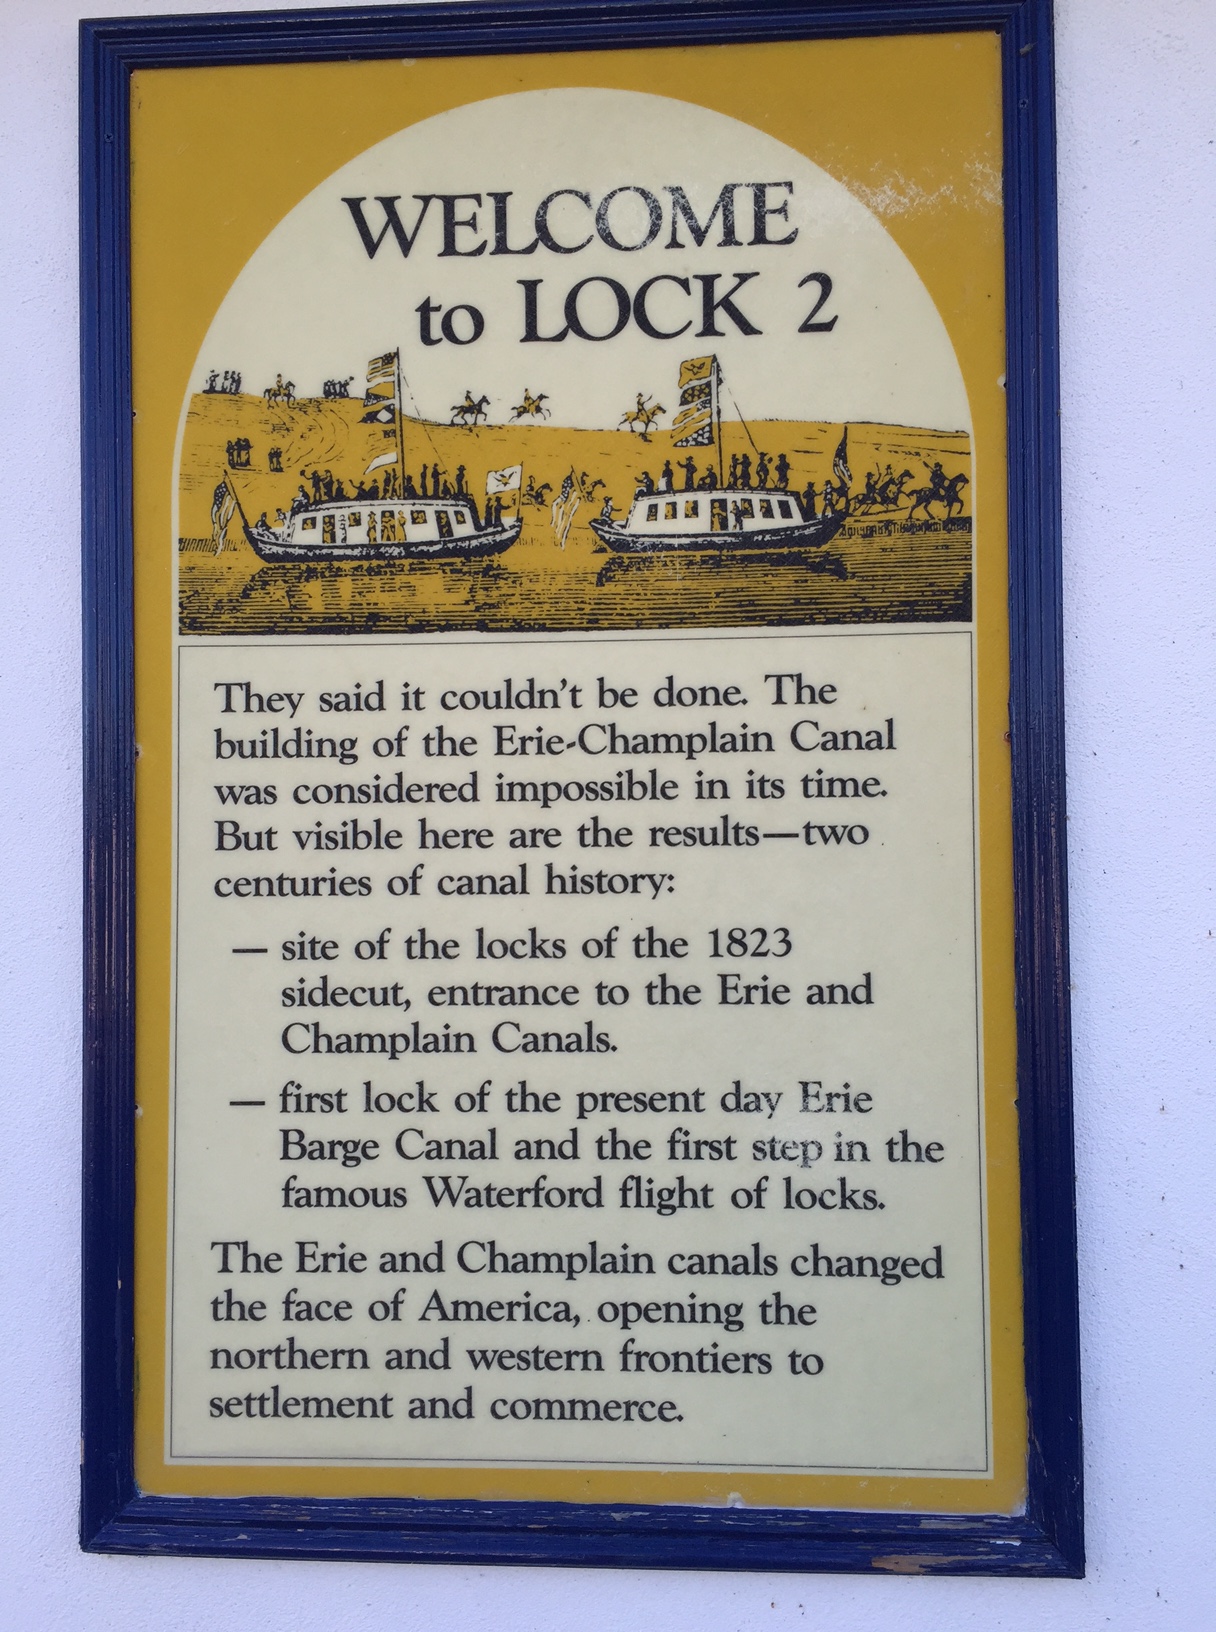 WELCOME
to LOCK 2
They said it couldn't be done. The
building of the Erie-Champlain Canal
was considered impossible in its time.
But visible here are the results—two
centuries of canal history:
— site of the locks of the 1823
sidecut, entrance to the Erie and
Champlain Canals.
— first lock of the present day Erie
Barge Canal and the first step in the
famous Waterford flight of locks.
The Erie and Champlain canals changed
the face of America, opening the
northern and western frontiers to
settlement and commerce.